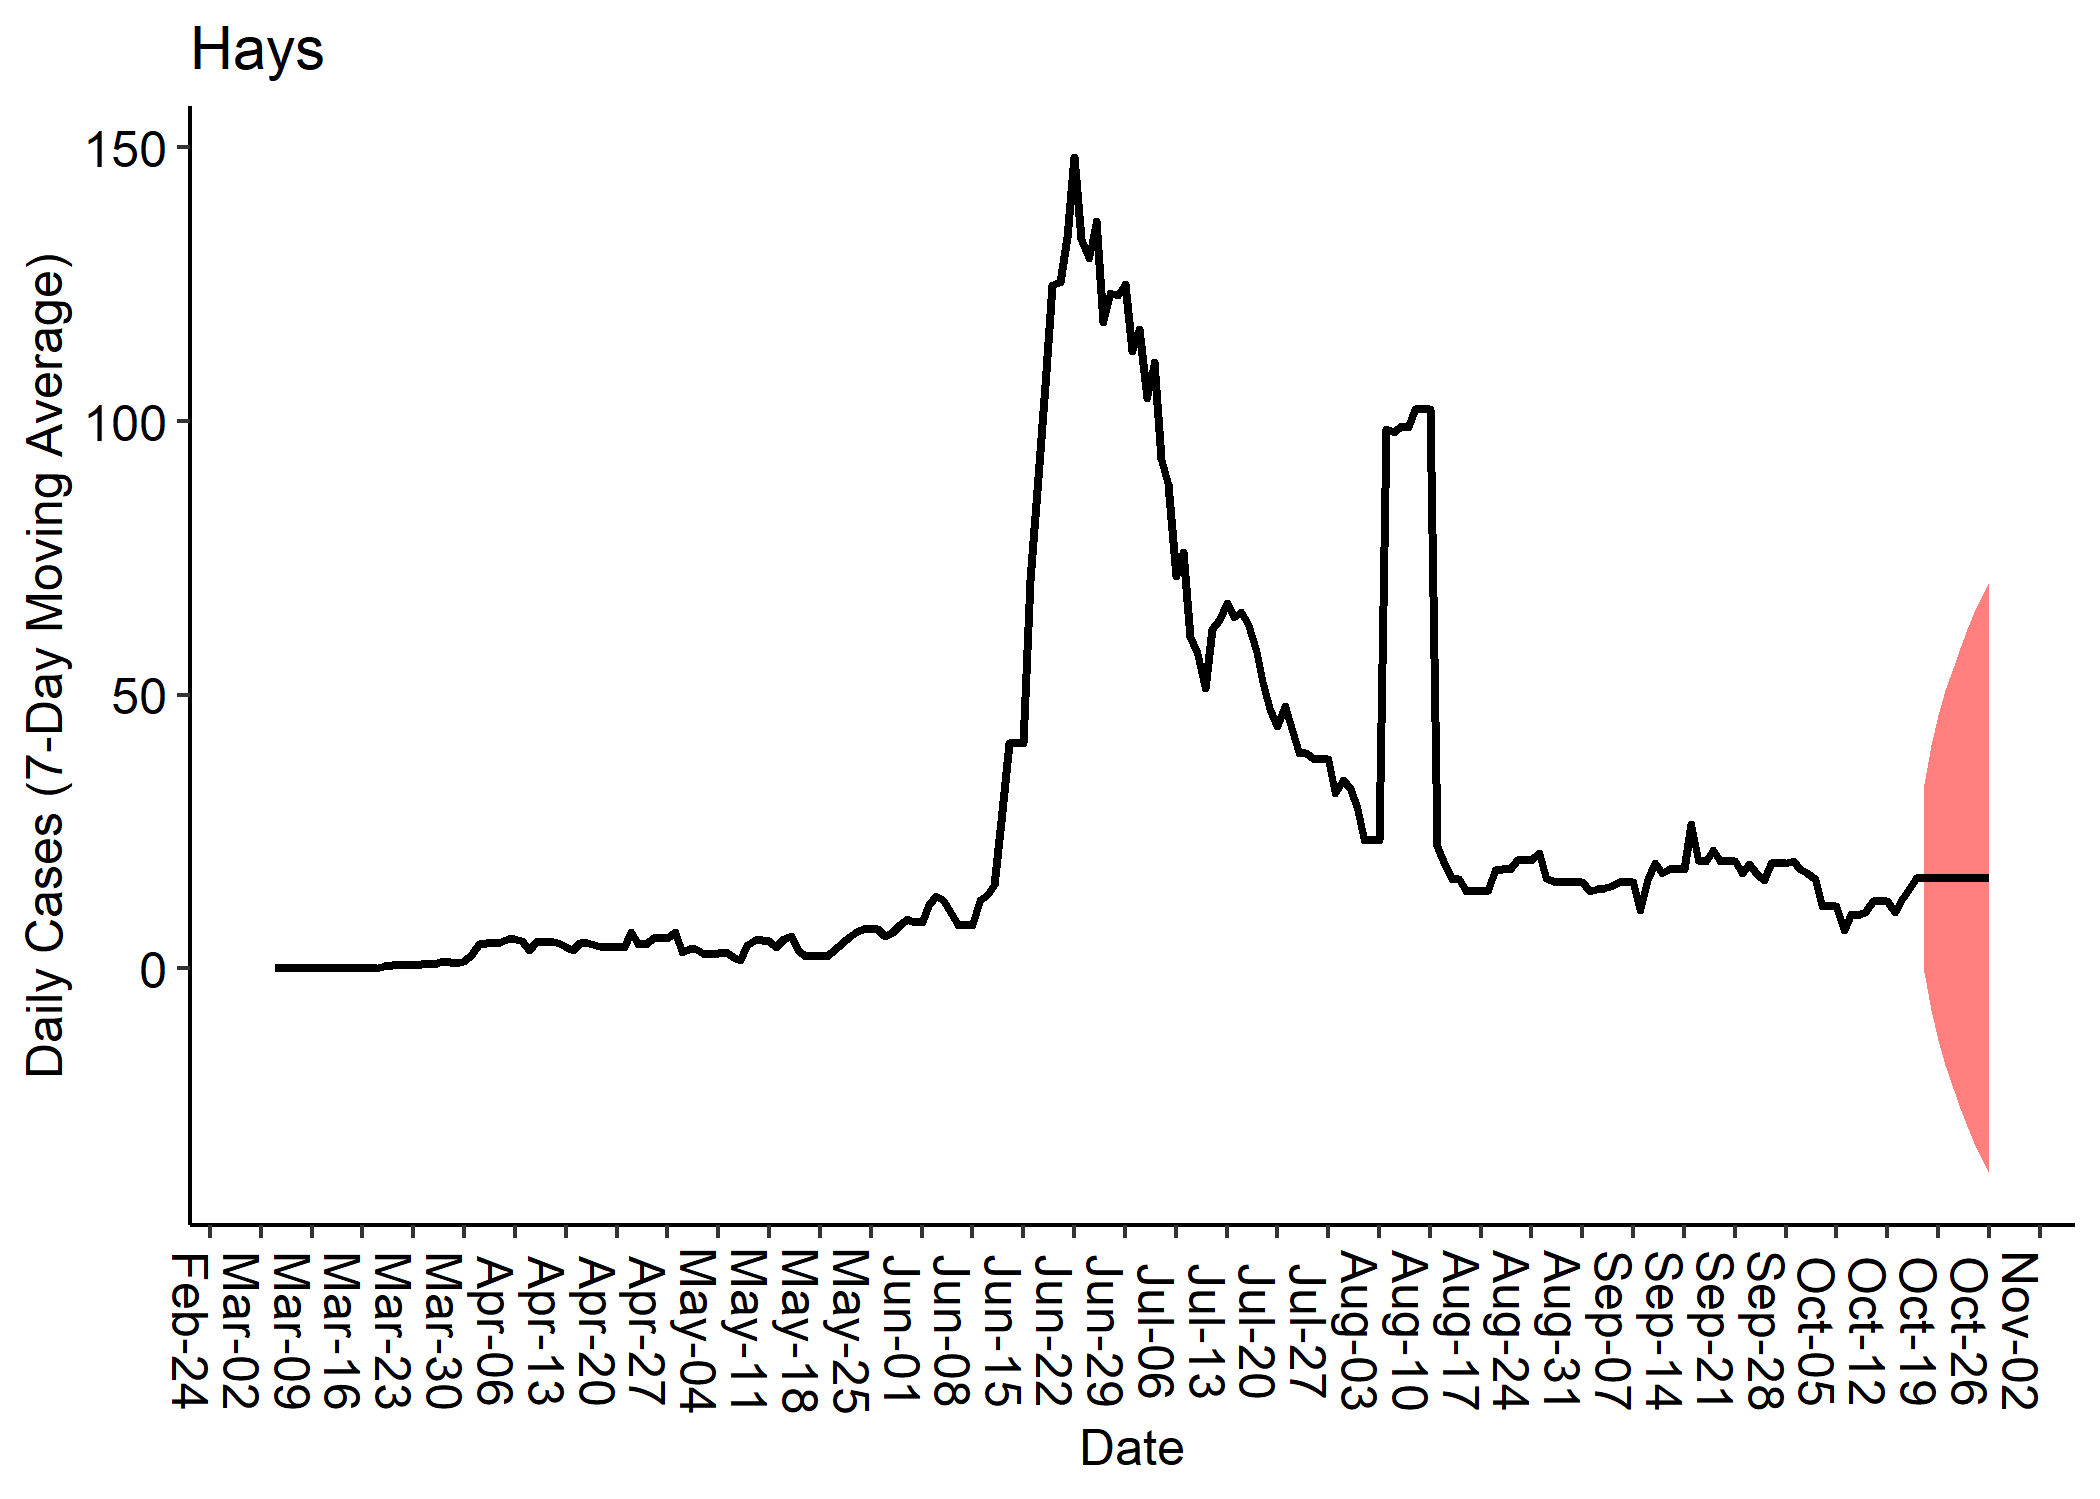 Hays
Daily Cases (7-Day Moving Average)
150
100
50
0
Feb-24
Mar-02
Mar-09
Mar-16
Mar-23
Mar-30
Apr-06
Apr-13
Apr-20
Apr-27
May-04
May-11
May-18
May-25
Jun-01
Jun-08
Jun-15
Jun-22
Jun-29
Jul-06
Jul-13
Jul-20
Jul-27
Aug-03
Aug-10
Aug-17
Aug-24
Aug-31
Sep-07
Sep-14
Sep-21
Sep-28
Oct-05
Oct-12
Oct-19
Oct-26
Nov-02
Date